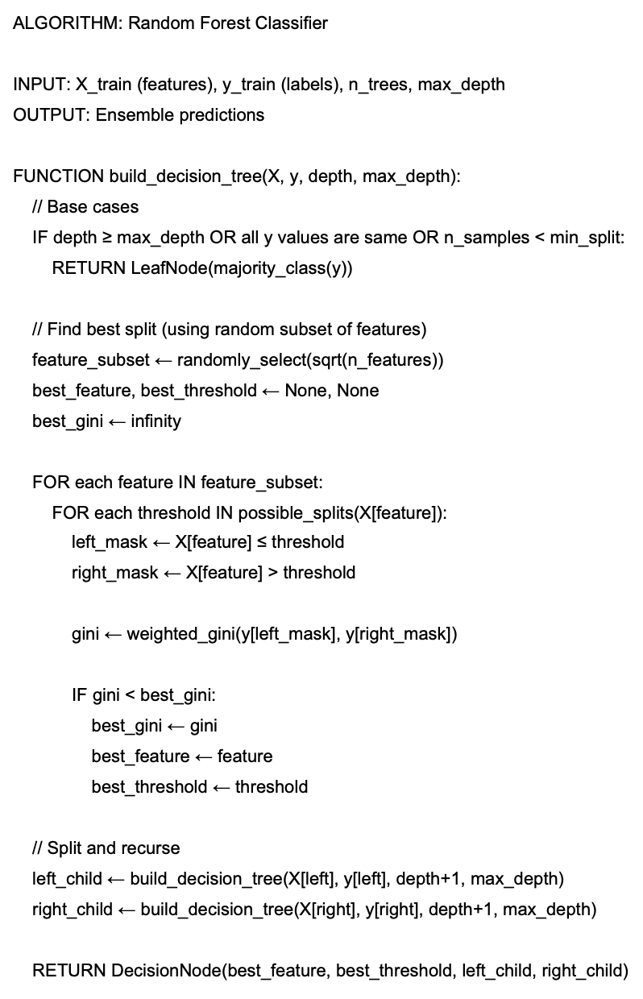 ALGORITHM: Random Forest Classifier
INPUT: X_train (features), y_train (labels), n_trees, max_depth
OUTPUT: Ensemble predictions
FUNCTION build_decision_tree(X, y, depth, max_depth):
// Base cases
IF depth ≥ max_depth OR all y values are same OR n_samples < min_split:
RETURN LeafNode(majority_class(y))
// Find best split (using random subset of features)
feature_subset ← randomly_select(sqrt(n_features))
best_feature, best_threshold ← None, None
best_gini ← infinity
FOR each feature IN feature_subset:
FOR each threshold IN possible_splits(X[feature]):
left_mask ← X[feature] ≤ threshold
right_mask ← X[feature] > threshold
gini ← weighted_gini(y[left_mask], y[right_mask])
IF gini < best_gini:
best_gini ← gini
best_feature ← feature
best_threshold ← threshold
// Split and recurse
left_child ← build_decision_tree(X[left], y[left], depth+1, max_depth)
right_child ← build_decision_tree(X[right], y[right], depth+1, max_depth)
RETURN DecisionNode(best_feature, best_threshold, left_child, right_child)